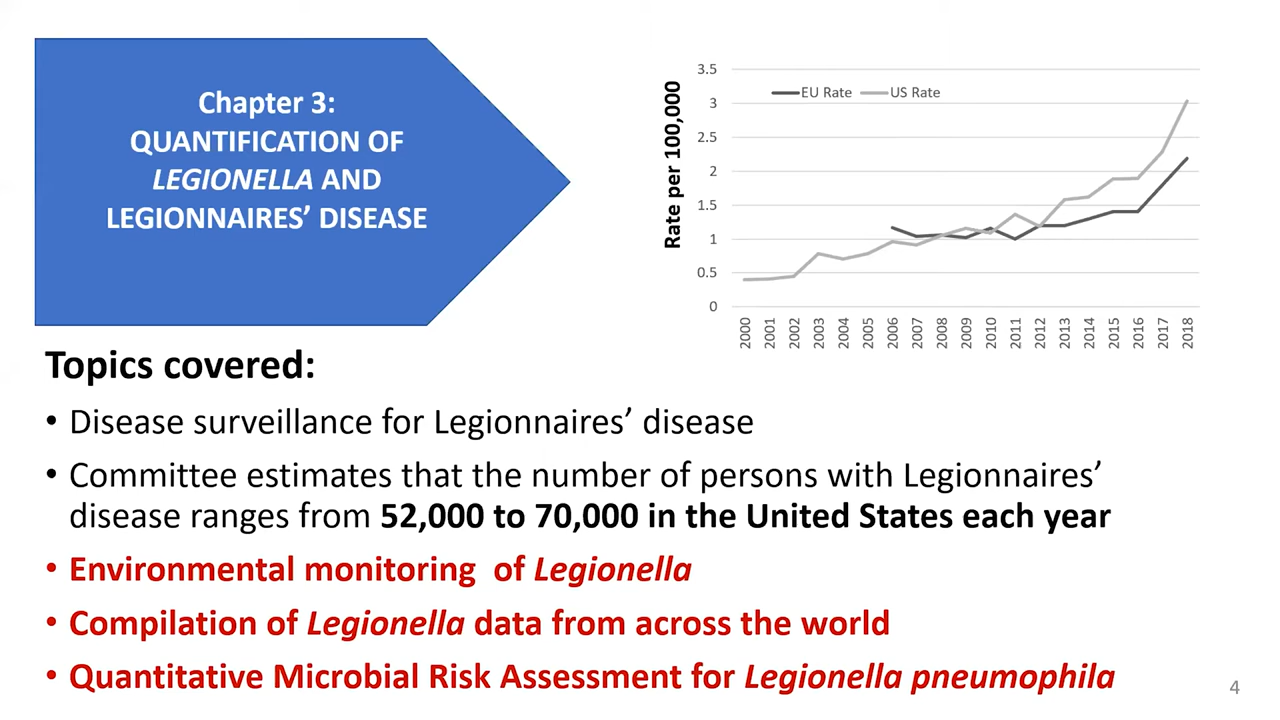 Chapter 3:
QUANTIFICATION OF
LEGIONELLA AND
LEGIONNAIRES’ DISEASE
Rate per 100,000
3.5
3
2.5
2
1.5
1
0.5
0
EU Rate US Rate
2000 2001 2002 2003 2004 2005 2006 2007 2008 2009 2010 2011 2012 2013 2014 2015 2016 2017 2018
Topics covered:
• Disease surveillance for Legionnaires’ disease
• Committee estimates that the number of persons with Legionnaires’
disease ranges from 52,000 to 70,000 in the United States each year
• Environmental monitoring of Legionella
• Compilation of Legionella data from across the world
• Quantitative Microbial Risk Assessment for Legionella pneumophila
4